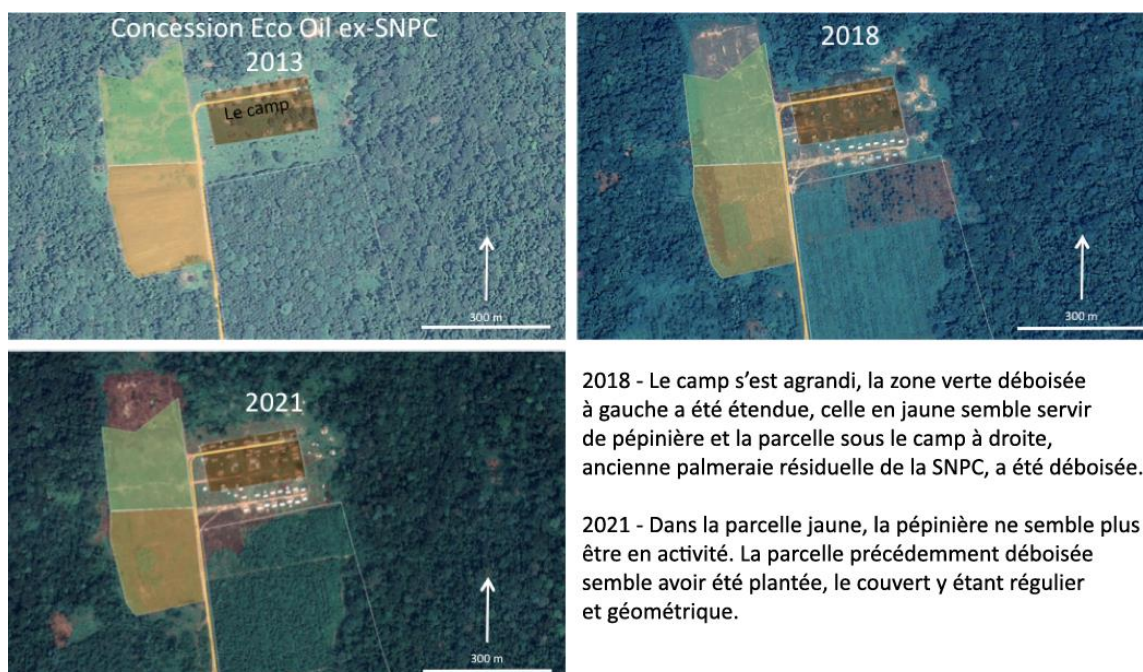 Concession Eco Oil ex-SNPC
2013
Le camp
300 m
2018
300 m
2021
300 m
2018 - Le camp s’est agrandi, la zone verte déboisée
à gauche a été étendue, celle en jaune semble servir
de pépinière et la parcelle sous le camp à droite,
ancienne palmeraie résiduelle de la SNPC, a été déboisée.
2021 - Dans la parcelle jaune, la pépinière ne semble plus
être en activité. La parcelle précédemment déboisée
semble avoir été plantée, le couvert y étant régulier
et géométrique.